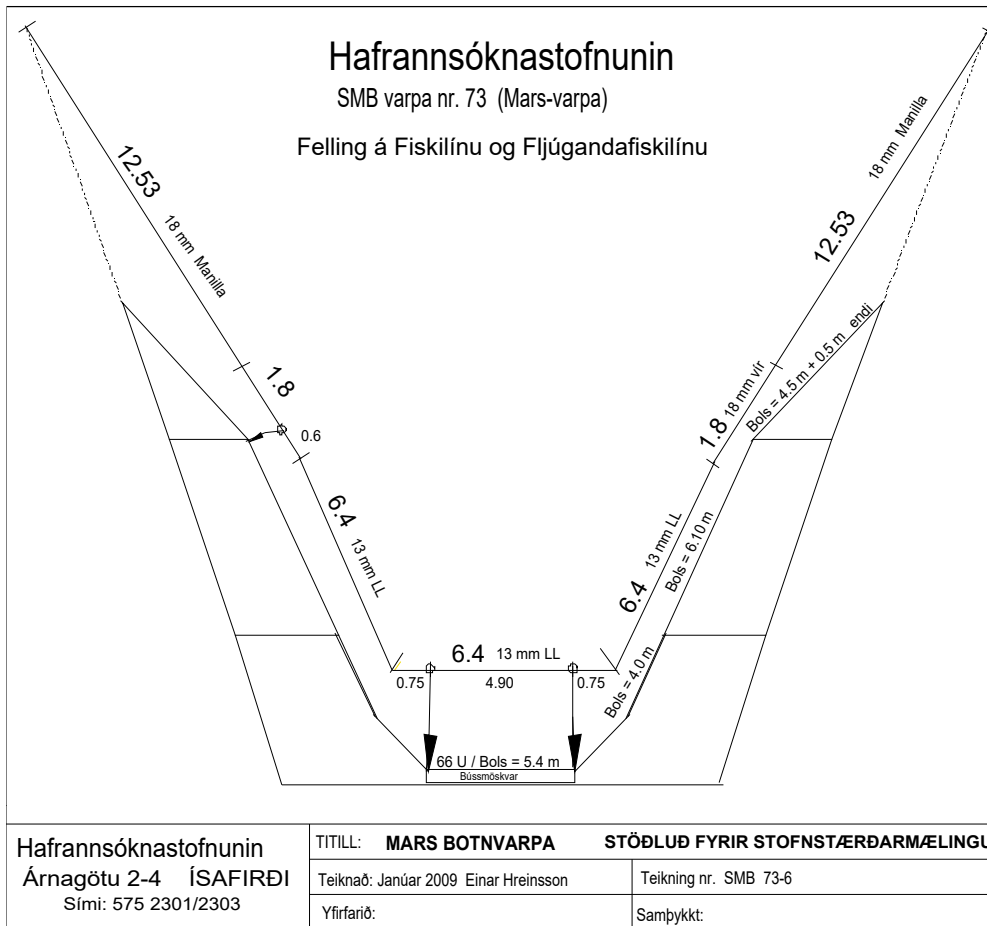 Hafrannsóknastofnunin
SMB varpa nr. 73 (Mars-varpa)
Felling á Fiskilínu og Fljúgandafiskilínu
12.53
18 mm Manilla
18 mm Manilla
12.53
1.8
0.6
1.8 18 mm vír
Bols = 4.5 m + 0.5 m endi
6.4 13 mm LL
6.4 13 mm LL
Bols = 6.10 m
6.4 13 mm LL
0.75 4.90 0.75
Bols = 4.0 m
66 U / Bols = 5.4 m
Bússmöskvar
Hafrannsóknastofnunin
Árnagötu 2-4 ÍSAFIRÐI
Sími: 575 2301/2303
TITILL: MARS BOTNVARPA STÖÐLUÐ FYRIR STOFNSTÆRÐARMÆLINGU
Teiknað: Janúar 2009 Einar Hreinsson
Teikning nr. SMB 73-6
Yfirfarið:
Samþykkt: